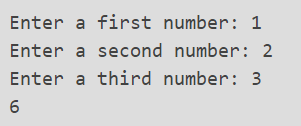 Enter a first number: 1
Enter a second number: 2
Enter a third number: 3
6